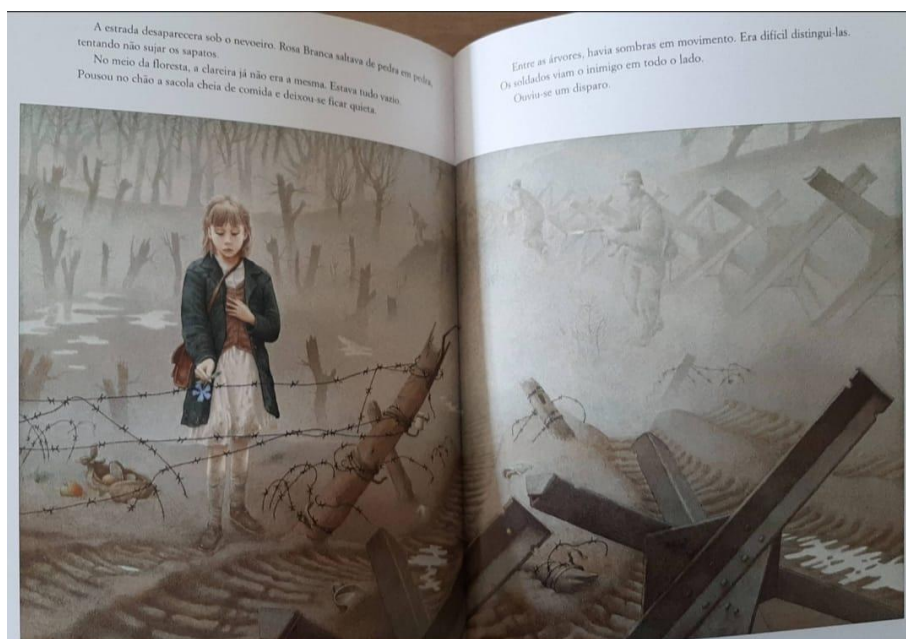 A estrada desaparecera sob o nevoeiro. Rosa Branca saltava de pedra em pedra,
tentando não sujar os sapatos.
No meio da floresta, a clareira já não era a mesma. Estava tudo vazio.
Pousou no chão a sacola cheia de comida e deixou-se ficar quieta.
Entre as árvores, havia sombras em movimento. Era difícil distingui-las.
Os soldados viam o inimigo em todo o lado.
Ouviu-se um disparo.